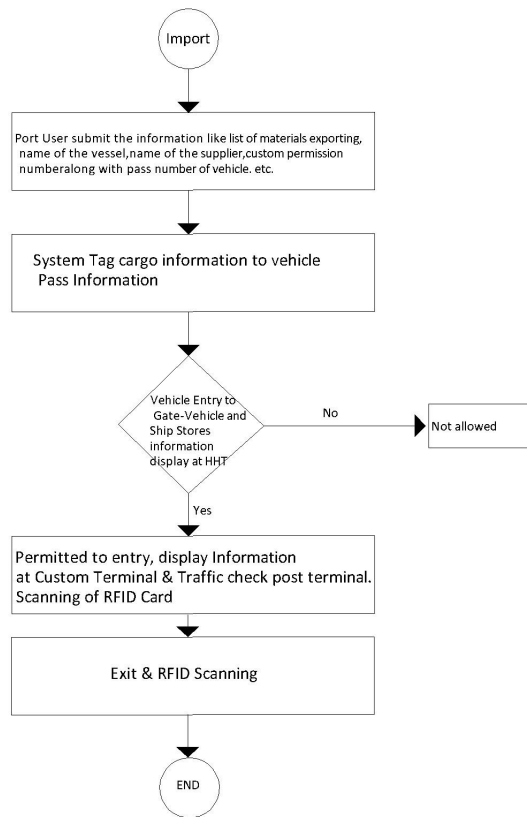 Import
Port User submit the information like list of materials exporting,
name of the vessel,name of the supplier,custom permission
numberalong with pass number of vehicle. etc.
System Tag cargo information to vehicle
Pass Information
Vehicle Entry to
Gate-Vehicle and
Ship Stores
information
display at HHT
No
Not allowed
Yes
Permitted to entry, display Information
at Custom Terminal & Traffic check post terminal.
Scanning of RFID Card
Exit & RFID Scanning
END